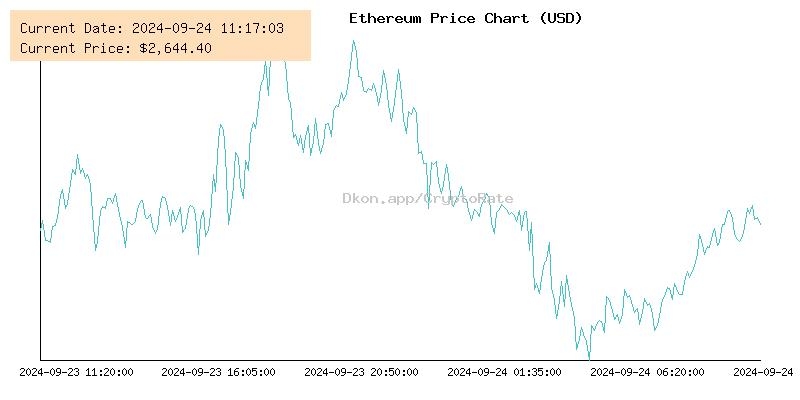 Ethereum Price Chart (USD)
Current Date: 2024-09-24 11:17:03
Current Price: $2,644.40
Dkon.app/CryptoRate
2024-09-23 11:20:00 2024-09-23 16:05:00 2024-09-23 20:50:00 2024-09-24 01:35:00 2024-09-24 06:20:00 2024-09-24